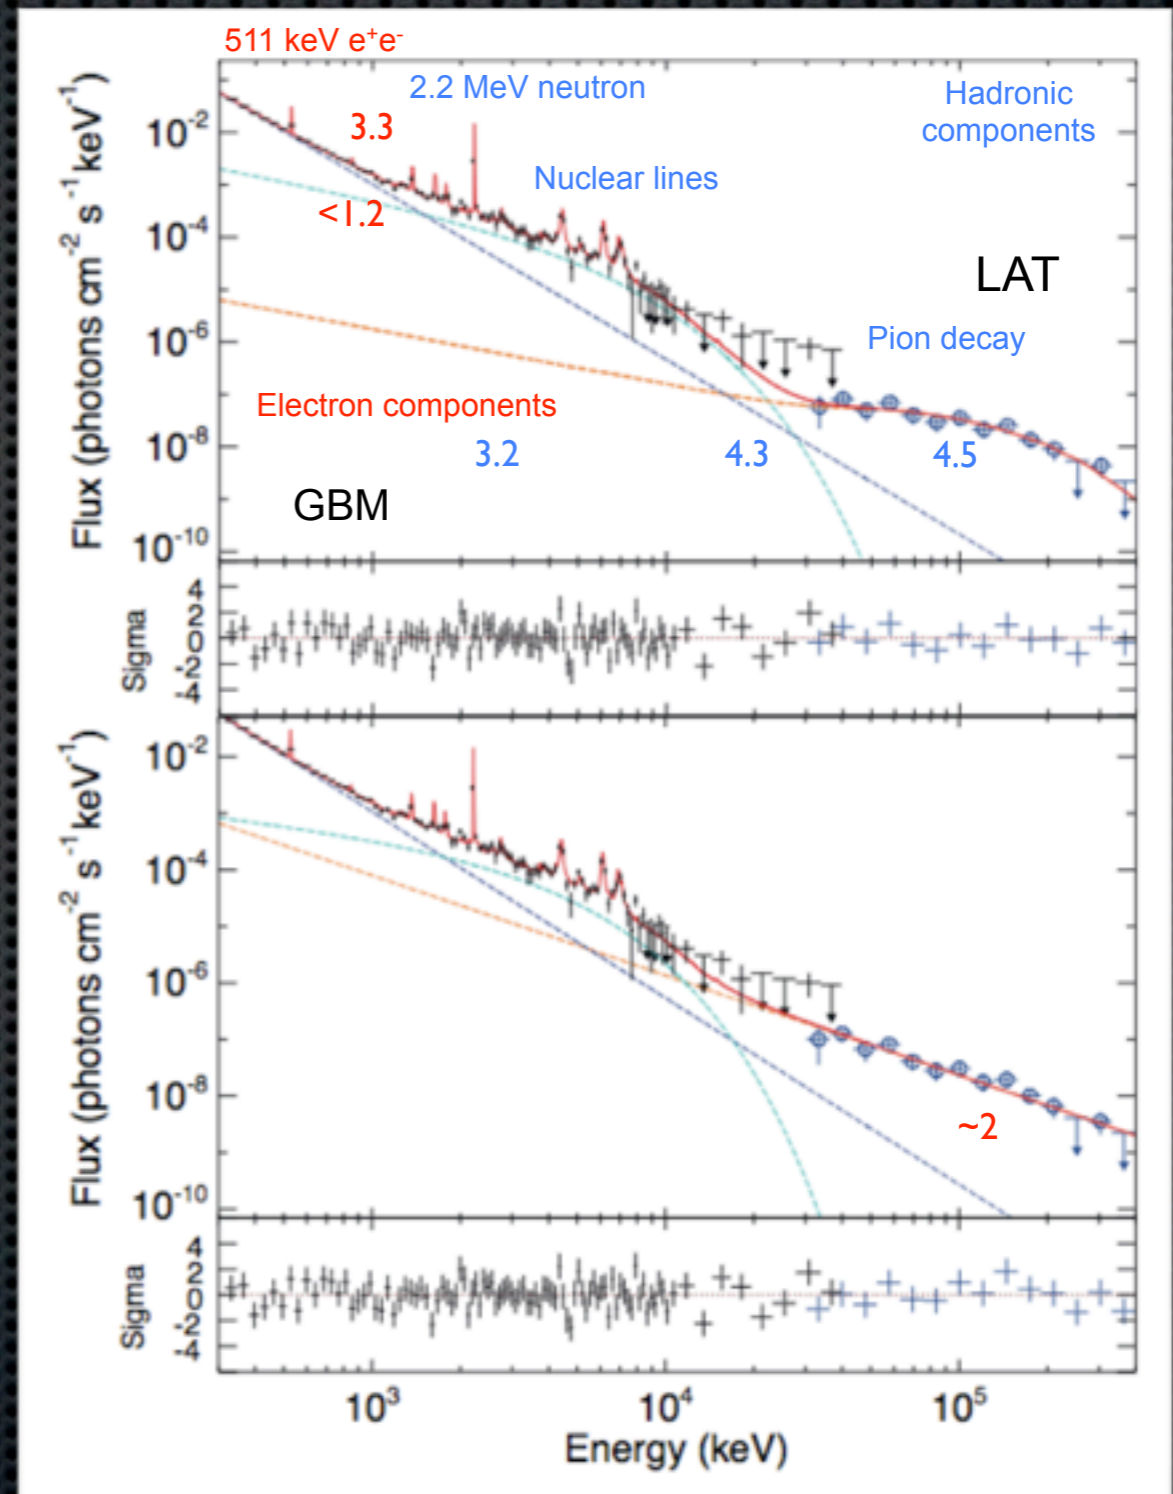 511 keV e⁺e⁻
2.2 MeV neutron
Hadronic
components
3.3
Nuclear lines
<1.2
LAT
Pion decay
Electron components
3.2
4.3
4.5
GBM
Flux (photons cm⁻² s⁻¹ keV⁻¹)
10⁻²
10⁻⁴
10⁻⁶
10⁻⁸
10⁻¹⁰
Sigma
4
2
0
-2
-4
Flux (photons cm⁻² s⁻¹ keV⁻¹)
10⁻²
10⁻⁴
10⁻⁶
10⁻⁸
10⁻¹⁰
~2
Sigma
4
2
0
-2
-4
10³ 10⁴ 10⁵
Energy (keV)